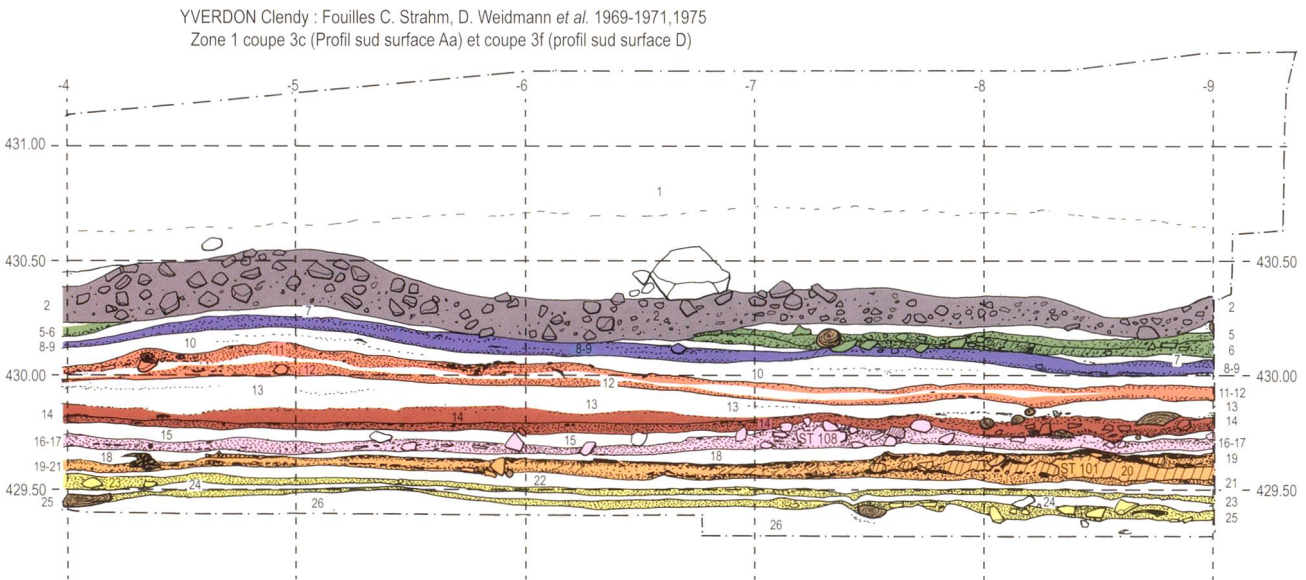 YVERDON Clendy : Fouilles C. Strahm, D. Weidmann et al. 1969-1971,1975
Zone 1 coupe 3c (Profil sud surface Aa) et coupe 3f (profil sud surface D)
-4 -5 -6 -7 -8 -9
431.00
1
430.50 430.50
2 2 2
7
5-6 5
8-9 8-9 6
10 7
10 8-9
11
430.00 12 12 430.00
13 11-12
13 13 13
14 14 14 14
15 15 ST 108 16-17
16-17
18 18 19
19-21 ST 101 20
23 24 22 21
429.50 429.50
25 26 24 23
26 25